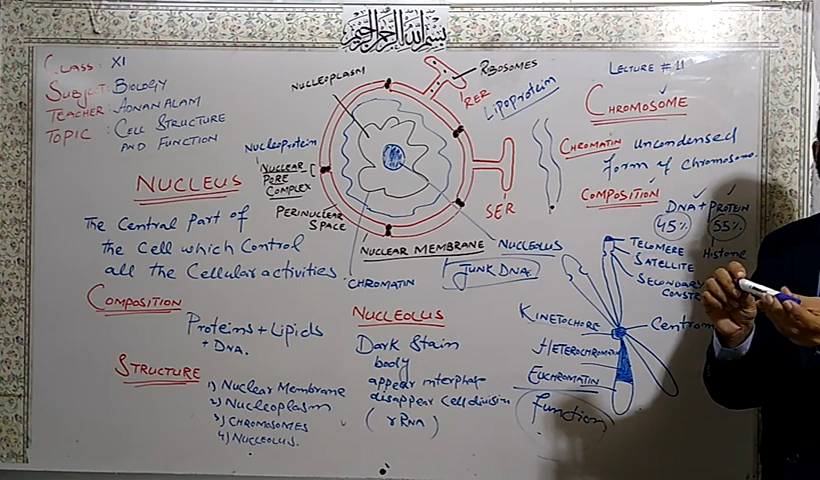 بسم الله الرحمن الرحيم
CLASS : XI
SUBJECT : BIOLOGY
TEACHER : ADNAN ALAM
TOPIC : CELL STRUCTURE
AND FUNCTION
NUCLEUS
The Central Part of
the Cell which Control
all the Cellular activities
COMPOSITION
Proteins + Lipids
+ DNA.
STRUCTURE
1) Nuclear Membrane
2) Nucleoplasm
3) CHROMOSOMES
4) Nucleolus.
NUCLEOPLASM
RIBOSOMES
RER
Lipoprotein
Nucleoprotein
NUCLEAR
PORE
COMPLEX
PERINUCLEAR
SPACE
SER
NUCLEAR MEMBRANE
NUCLEOLUS
JUNK DNA.
CHROMATIN
NUCLEOLUS
Dark Stain
body
appear interphase
disappear Cell division
(rRNA)
LECTURE # 11
CHROMOSOME
CHROMATIN uncondensed
form of Chromosome.
COMPOSITION
DNA + PROTEIN
45% 55%
Histone
TELOMERE
SATELLITE
SECONDARY
CONSTR
KINETOCHORE
Centrom
HETEROCHROMATIN
EUCHROMATIN
Function